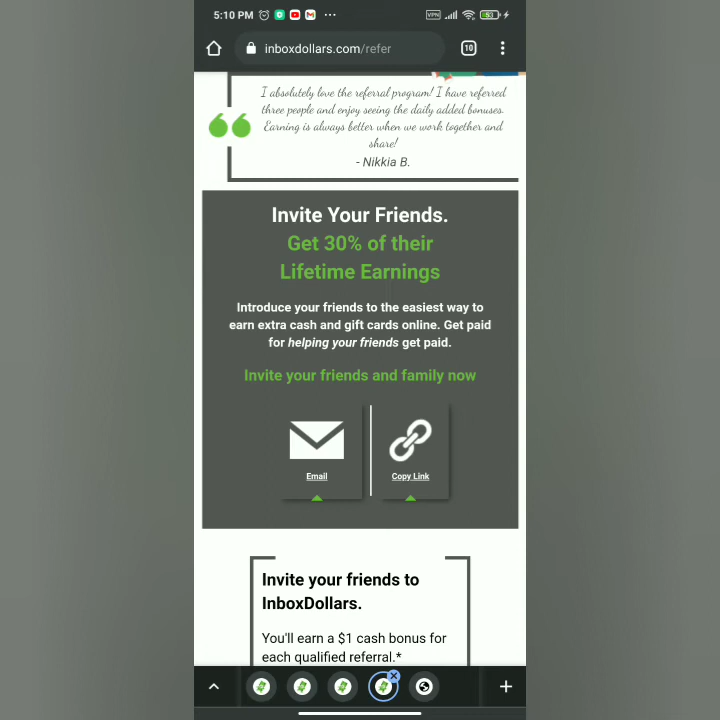 5:10 PM
VPN
inboxdollars.com/refer
10
I absolutely love the referral program! I have referred
three people and enjoy seeing the daily added bonuses.
Earning is always better when we work together and
share!
- Nikkia B.
Invite Your Friends.
Get 30% of their
Lifetime Earnings
Introduce your friends to the easiest way to
earn extra cash and gift cards online. Get paid
for helping your friends get paid.
Invite your friends and family now
Email
Copy Link
Invite your friends to
InboxDollars.
You'll earn a $1 cash bonus for
each qualified referral.*